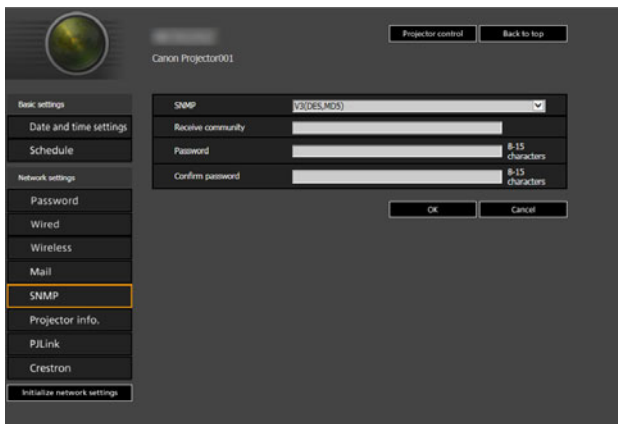 Projector control
Back to top
Canon Projector001
Basic settings
Date and time settings
Schedule
Network settings
Password
Wired
Wireless
Mail
SNMP
Projector info.
PJLink
Crestron
Initialize network settings
SNMP
V3(DES,MD5)
Receive community
Password
8-15
characters
Confirm password
8-15
characters
OK
Cancel